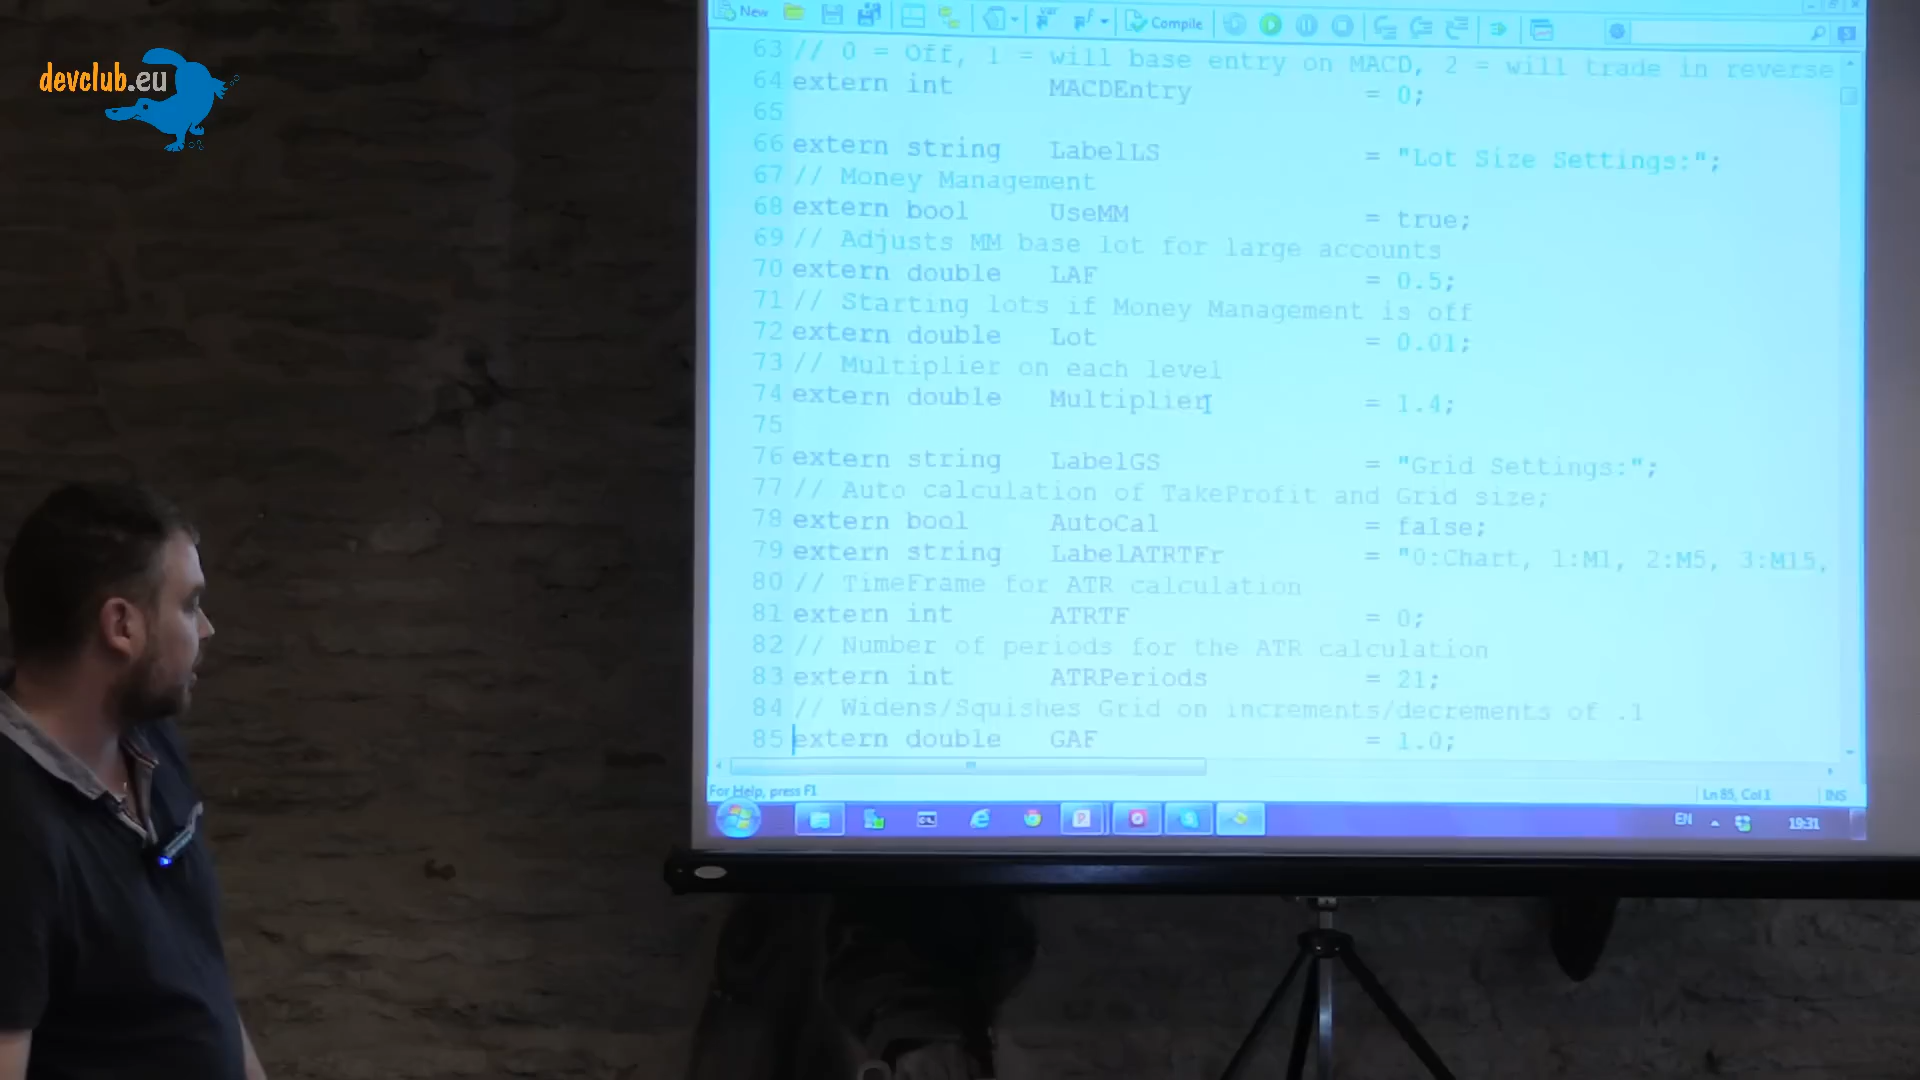 devclub.eu
New Compile
63 // 0 = Off, 1 = will base entry on MACD, 2 = will trade in reverse
64 extern int MACDEntry = 0;
65
66 extern string LabelLS = "Lot Size Settings:";
67 // Money Management
68 extern bool UseMM = true;
69 // Adjusts MM base lot for large accounts
70 extern double LAF = 0.5;
71 // Starting lots if Money Management is off
72 extern double Lot = 0.01;
73 // Multiplier on each level
74 extern double Multiplier = 1.4;
75
76 extern string LabelGS = "Grid Settings:";
77 // Auto calculation of TakeProfit and Grid size;
78 extern bool AutoCal = false;
79 extern string LabelATRTFr = "0:Chart, 1:M1, 2:M5, 3:M15,
80 // TimeFrame for ATR calculation
81 extern int ATRTF = 0;
82 // Number of periods for the ATR calculation
83 extern int ATRPeriods = 21;
84 // Widens/Squishes Grid on increments/decrements of .1
85 extern double GAF = 1.0;
For Help, press F1 Ln 85, Col 1 INS
EN 19:31